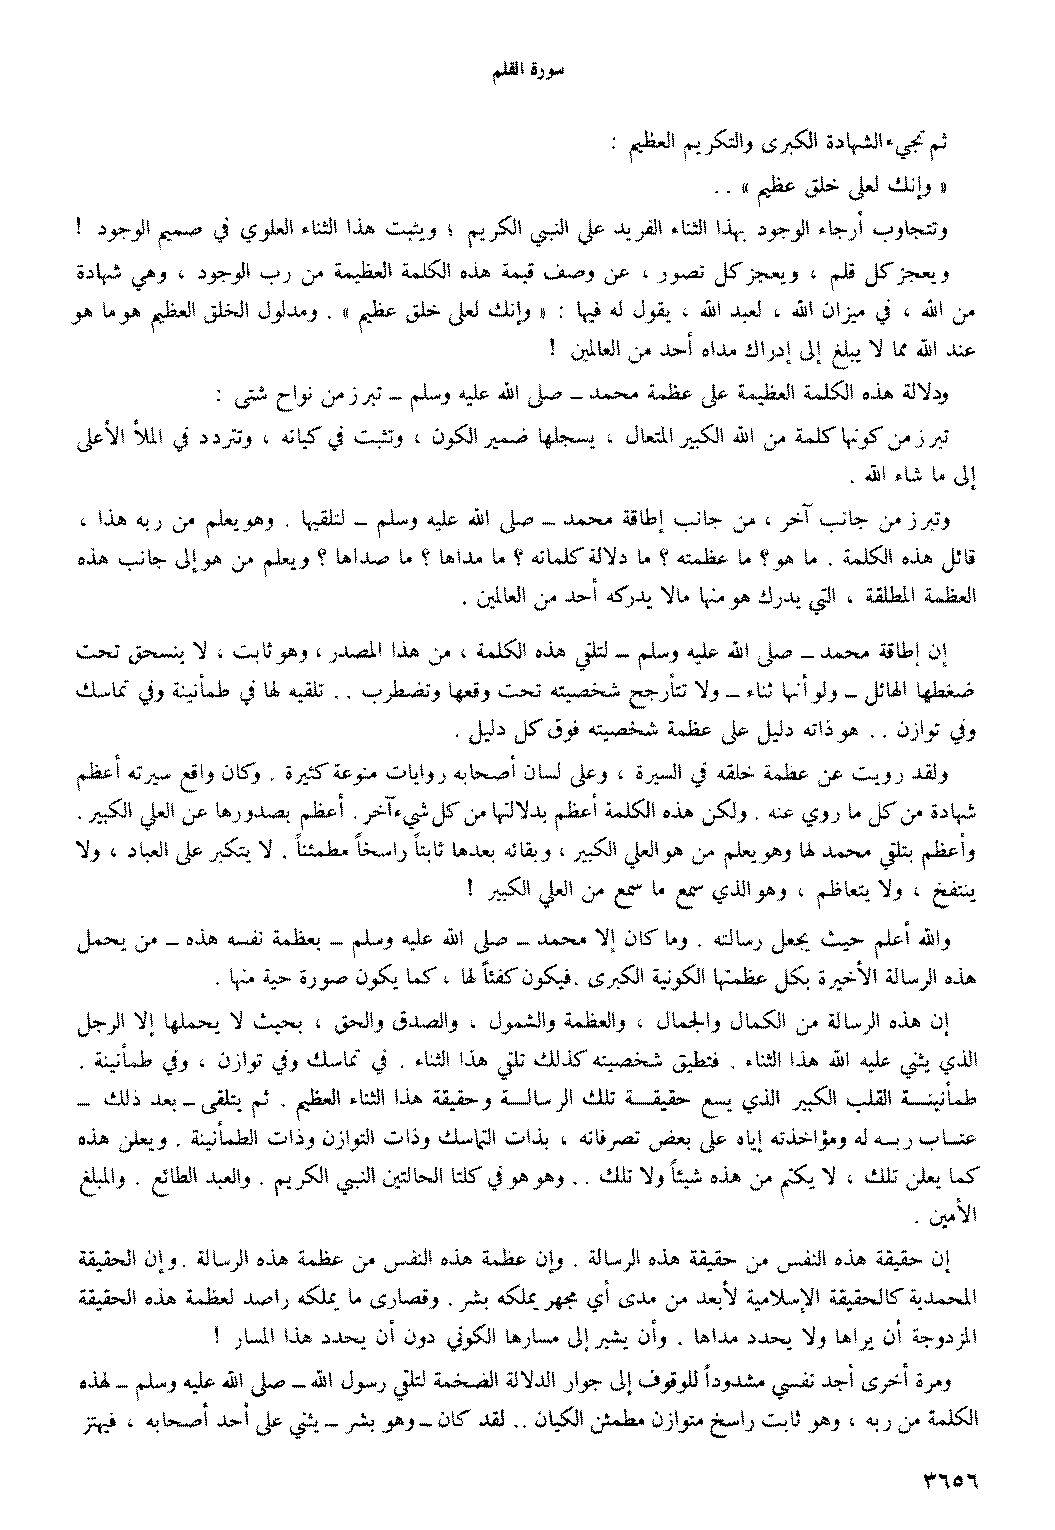 سورة القلم
ثم تجيء الشهادة الكبرى والتكريم العظيم :
« وإنك لعلى خلق عظيم » . .
وتتجاوب أرجاء الوجود بهذا الثناء الفريد على النبي الكريم ؛ ويثبت هذا الثناء العلوي في صميم الوجود !
ويعجز كل قلم ، ويعجز كل تصور ، عن وصف قيمة هذه الكلمة العظيمة من رب الوجود ، وهي شهادة
من الله ، في ميزان الله ، لعبد الله ، يقول له فيها : « وإنك لعلى خلق عظيم » . ومدلول الخلق العظيم هو ما هو
عند الله مما لا يبلغ إلى إدراك مداه أحد من العالمين !
ودلالة هذه الكلمة العظيمة على عظمة محمد – صلى الله عليه وسلم – تبرز من نواح شتى :
تبرز من كونها كلمة من الله الكبير المتعال ، يسجلها ضمير الكون ، وتثبت في كيانه ، وتتردد في الملأ الأعلى
إلى ما شاء الله .
وتبرز من جانب آخر ، من جانب إطاقة محمد – صلى الله عليه وسلم – لتلقيها . وهو يعلم من ربه هذا ،
قائل هذه الكلمة . ما هو ؟ ما عظمته ؟ ما دلالة كلماته ؟ ما مداها ؟ ما صداها ؟ ويعلم من هو إلى جانب هذه
العظمة المطلقة ، التي يدرك هو منها مالا يدركه أحد من العالمين .
إن إطاقة محمد – صلى الله عليه وسلم – لتلقي هذه الكلمة ، من هذا المصدر ، وهو ثابت ، لا ينسحق تحت
ضغطها الهائل – ولو أنها ثناء – ولا تتأرجح شخصيته تحت وقعها وتضطرب . . تلقيه لها في طمأنينة وفي تماسك
وفي توازن . . هو ذاته دليل على عظمة شخصيته فوق كل دليل .
ولقد رويت عن عظمة خلقه في السيرة ، وعلى لسان أصحابه روايات منوعة كثيرة . وكان واقع سيرته أعظم
شهادة من كل ما روي عنه . ولكن هذه الكلمة أعظم بدلالتها من كل شيء آخر . أعظم بصدورها عن العلي الكبير .
وأعظم بتلقي محمد لها وهو يعلم من هو العلي الكبير ، وبقائه بعدها ثابتاً راسخاً مطمئناً . لا يتكبر على العباد ، ولا
ينتفخ ، ولا يتعاظم ، وهو الذي سمع ما سمع من العلي الكبير !
والله أعلم حيث يجعل رسالته . وما كان إلا محمد – صلى الله عليه وسلم – بعظمة نفسه هذه – من يحمل
هذه الرسالة الأخيرة بكل عظمتها الكونية الكبرى . فيكون كفئاً لها ، كما يكون صورة حية منها .
إن هذه الرسالة من الكمال والجمال ، والعظمة والشمول ، والصدق والحق ، بحيث لا يحملها إلا الرجل
الذي يثني عليه الله هذا الثناء . فتطيق شخصيته كذلك تلقي هذا الثناء . في تماسك وفي توازن ، وفي طمأنينة .
طمأنينة القلب الكبير الذي يسع حقيقة تلك الرسالة وحقيقة هذا الثناء العظيم . ثم يتلقى – بعد ذلك –
عتاب ربه له ومؤاخذته إياه على بعض تصرفاته ، بذات التماسك وذات التوازن وذات الطمأنينة . ويعلن هذه
كما يعلن تلك ، لا يكتم من هذه شيئاً ولا تلك . . وهو هو في كلتا الحالتين النبي الكريم . والعبد الطائع . والمبلغ
الأمين .
إن حقيقة هذه النفس من حقيقة هذه الرسالة . وإن عظمة هذه النفس من عظمة هذه الرسالة . وإن الحقيقة
المحمدية كالحقيقة الإسلامية لأبعد من مدى أي مجهر يملكه بشر . وقصارى ما يملكه راصد لعظمة هذه الحقيقة
المزدوجة أن يراها ولا يحدد مداها . وأن يشير إلى مسارها الكوني دون أن يحدد هذا المسار !
ومرة أخرى أجد نفسي مشدوداً للوقوف إلى جوار الدلالة الضخمة لتلقي رسول الله – صلى الله عليه وسلم – لهذه
الكلمة من ربه ، وهو ثابت راسخ متوازن مطمئن الكيان . . لقد كان – وهو بشر – يثني على أحد أصحابه ، فيهتز
٣٦٥٦